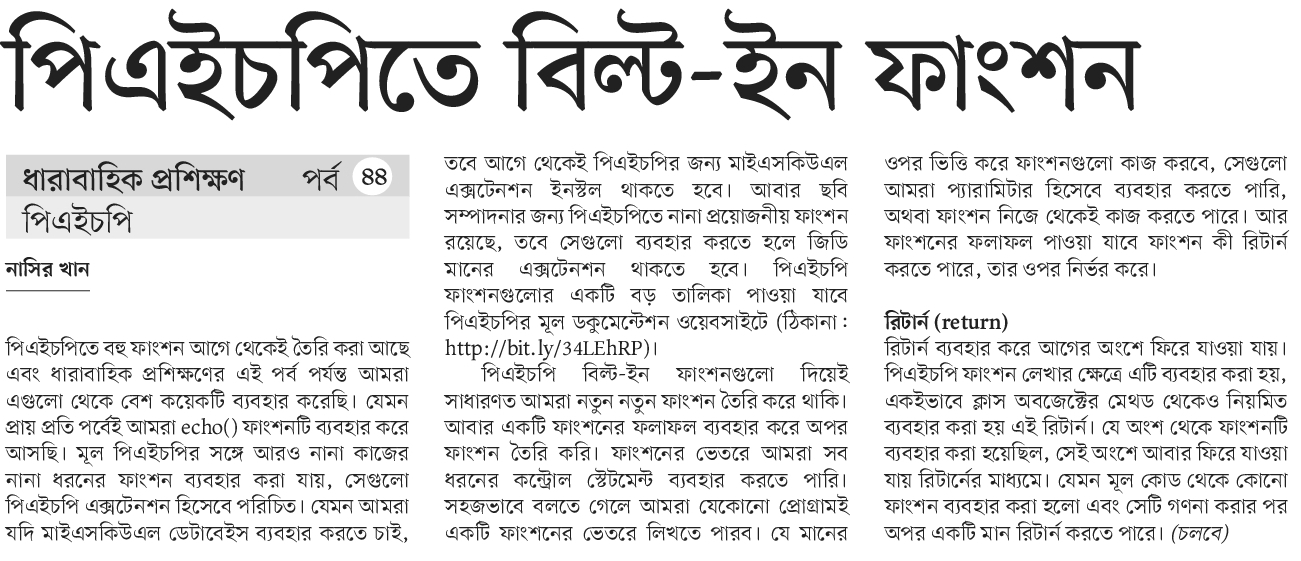 পিএইচপিতে বিল্ট-ইন ফাংশন
ধারাবাহিক প্রশিক্ষণ পর্ব ৪৪
পিএইচপি
নাসির খান
পিএইচপিতে বহু ফাংশন আগে থেকেই তৈরি করা আছে
এবং ধারাবাহিক প্রশিক্ষণের এই পর্ব পর্যন্ত আমরা
এগুলো থেকে বেশ কয়েকটি ব্যবহার করেছি। যেমন
প্রায় প্রতি পর্বেই আমরা echo() ফাংশনটি ব্যবহার করে
আসছি। মূল পিএইচপির সঙ্গে আরও নানা কাজের
নানা ধরনের ফাংশন ব্যবহার করা যায়, সেগুলো
পিএইচপি এক্সটেনশন হিসেবে পরিচিত। যেমন আমরা
যদি মাইএসকিউএল ডেটাবেইস ব্যবহার করতে চাই,
তবে আগে থেকেই পিএইচপির জন্য মাইএসকিউএল
এক্সটেনশন ইনস্টল থাকতে হবে। আবার ছবি
সম্পাদনার জন্য পিএইচপিতে নানা প্রয়োজনীয় ফাংশন
রয়েছে, তবে সেগুলো ব্যবহার করতে হলে জিডি
মানের এক্সটেনশন থাকতে হবে। পিএইচপি
ফাংশনগুলোর একটি বড় তালিকা পাওয়া যাবে
পিএইচপির মূল ডকুমেন্টেশন ওয়েবসাইটে (ঠিকানা :
http://bit.ly/34LEhRP)।
পিএইচপি বিল্ট-ইন ফাংশনগুলো দিয়েই
সাধারণত আমরা নতুন নতুন ফাংশন তৈরি করে থাকি।
আবার একটি ফাংশনের ফলাফল ব্যবহার করে অপর
ফাংশন তৈরি করি। ফাংশনের ভেতরে আমরা সব
ধরনের কন্ট্রোল স্টেটমেন্ট ব্যবহার করতে পারি।
সহজভাবে বলতে গেলে আমরা যেকোনো প্রোগ্রামই
একটি ফাংশনের ভেতরে লিখতে পারব। যে মানের
ওপর ভিত্তি করে ফাংশনগুলো কাজ করবে, সেগুলো
আমরা প্যারামিটার হিসেবে ব্যবহার করতে পারি,
অথবা ফাংশন নিজে থেকেই কাজ করতে পারে। আর
ফাংশনের ফলাফল পাওয়া যাবে ফাংশন কী রিটার্ন
করতে পারে, তার ওপর নির্ভর করে।
রিটার্ন (return)
রিটার্ন ব্যবহার করে আগের অংশে ফিরে যাওয়া যায়।
পিএইচপি ফাংশন লেখার ক্ষেত্রে এটি ব্যবহার করা হয়,
একইভাবে ক্লাস অবজেক্টের মেথড থেকেও নিয়মিত
ব্যবহার করা হয় এই রিটার্ন। যে অংশ থেকে ফাংশনটি
ব্যবহার করা হয়েছিল, সেই অংশে আবার ফিরে যাওয়া
যায় রিটার্নের মাধ্যমে। যেমন মূল কোড থেকে কোনো
ফাংশন ব্যবহার করা হলো এবং সেটি গণনা করার পর
অপর একটি মান রিটার্ন করতে পারে। (চলবে)